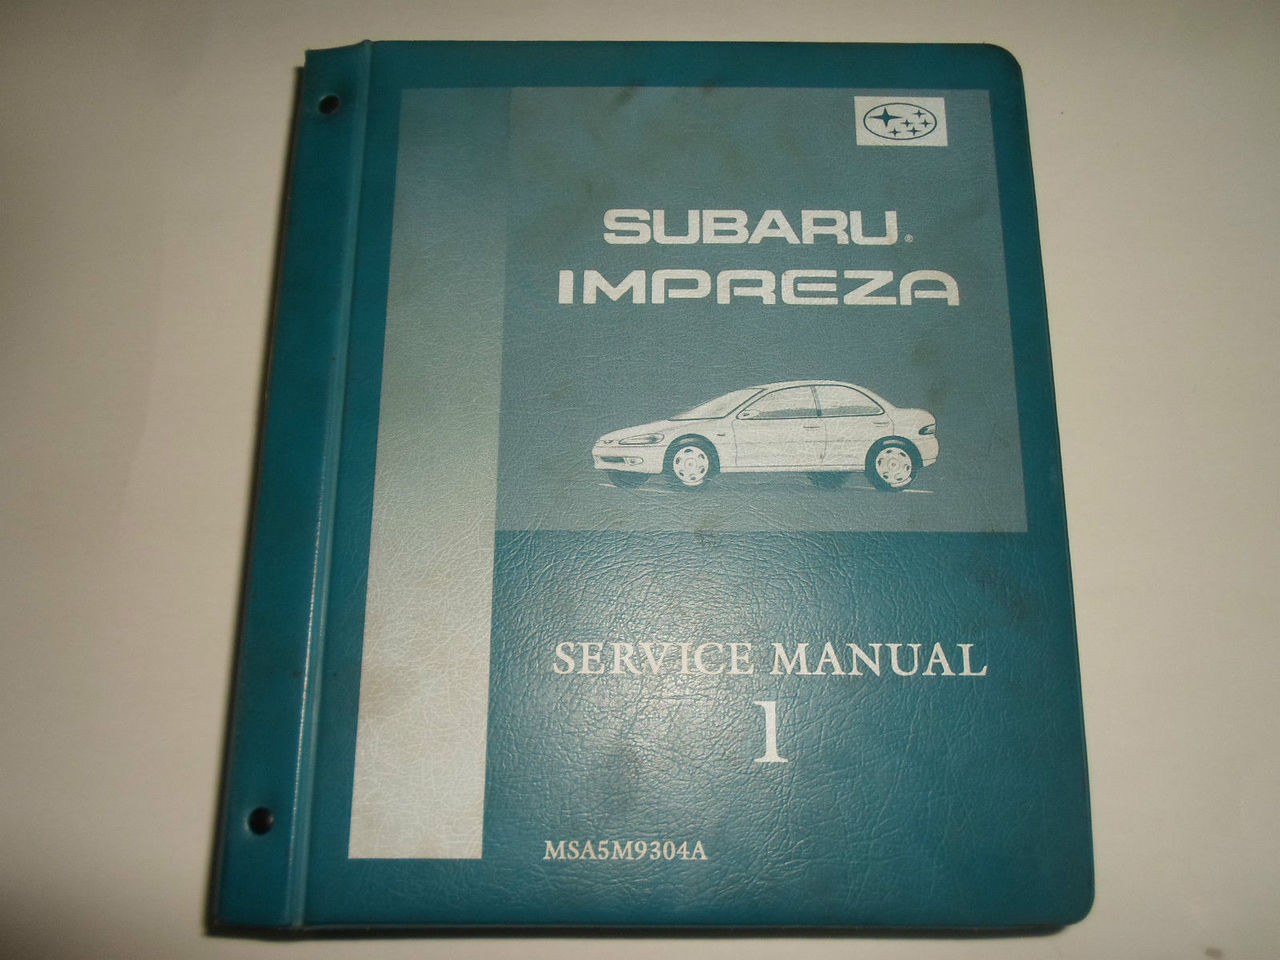 SUBARU®
IMPREZA
SERVICE MANUAL
1
MSA5M9304A